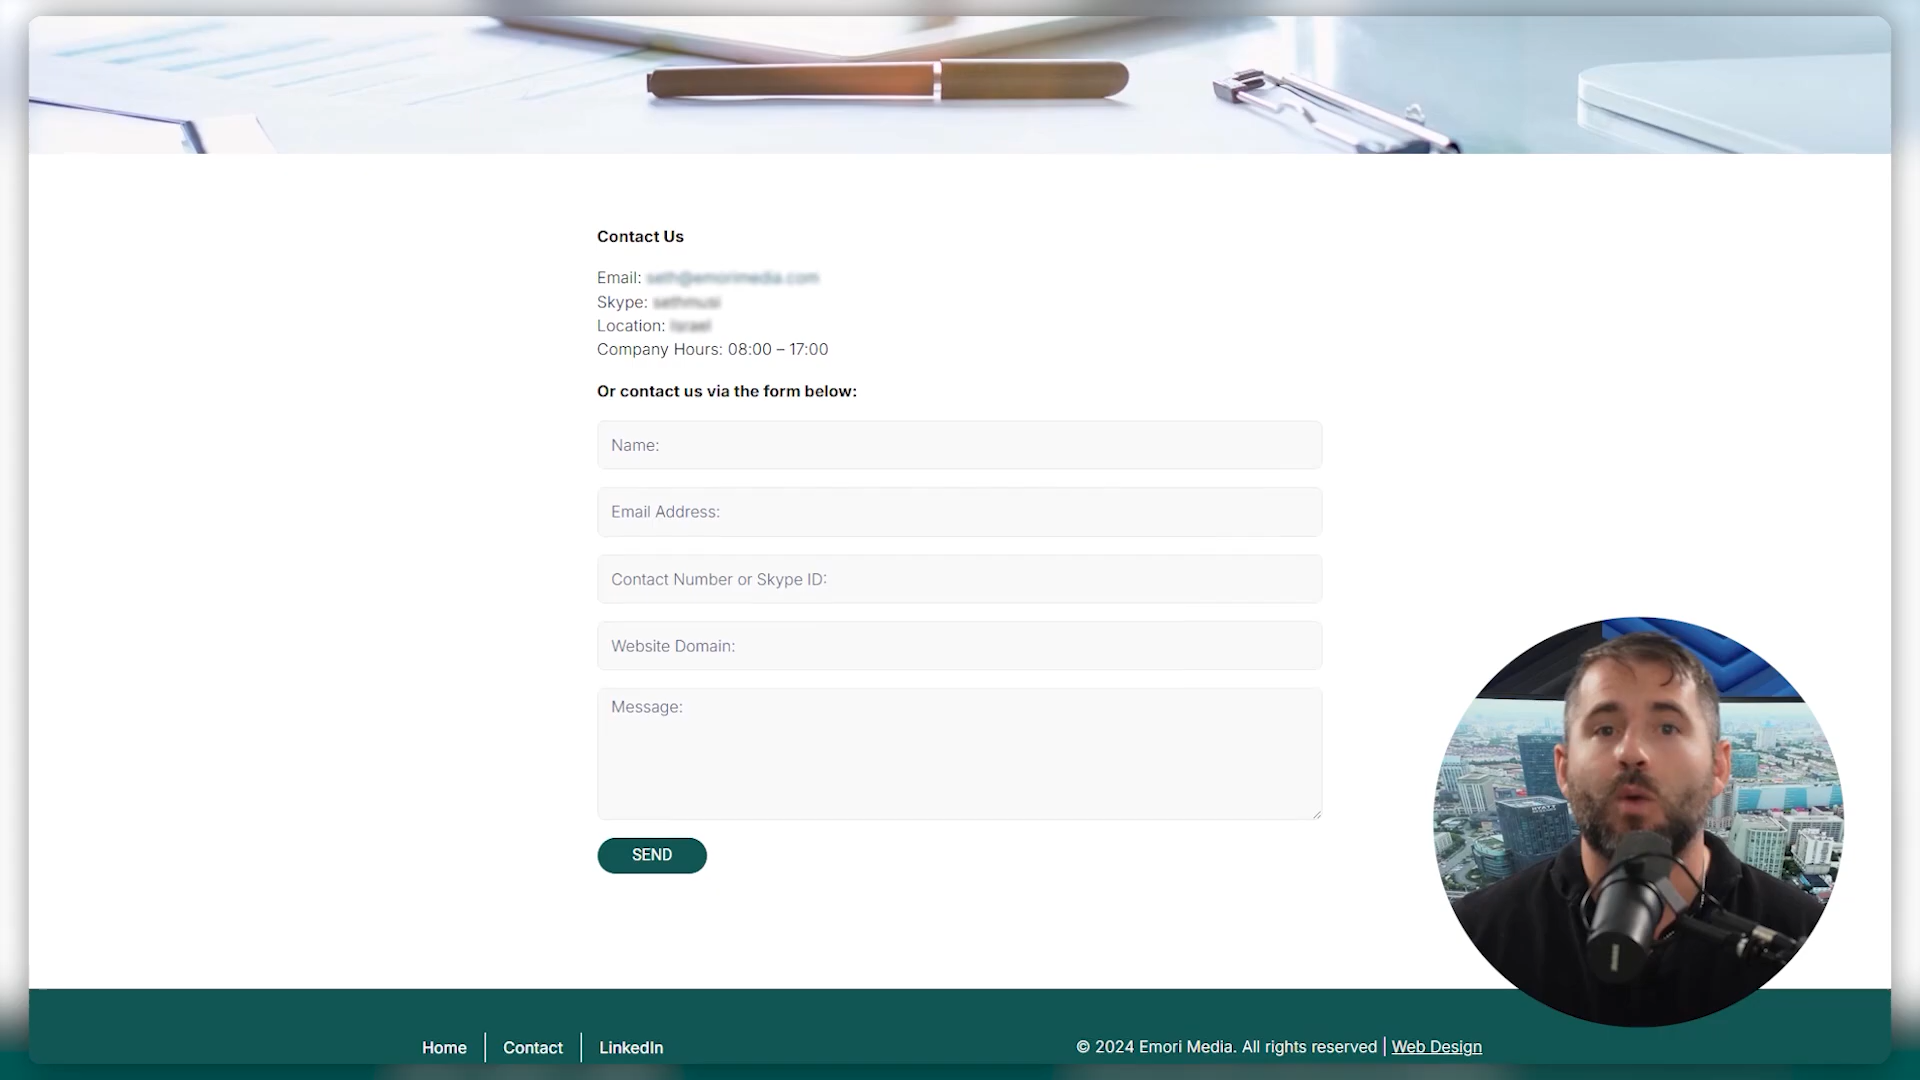 Contact Us
Email:
Skype:
Location:
Company Hours: 08:00 – 17:00
Or contact us via the form below:
Name:
Email Address:
Contact Number or Skype ID:
Website Domain:
Message:
SEND
Home
Contact
LinkedIn
© 2024 Emori Media. All rights reserved | Web Design